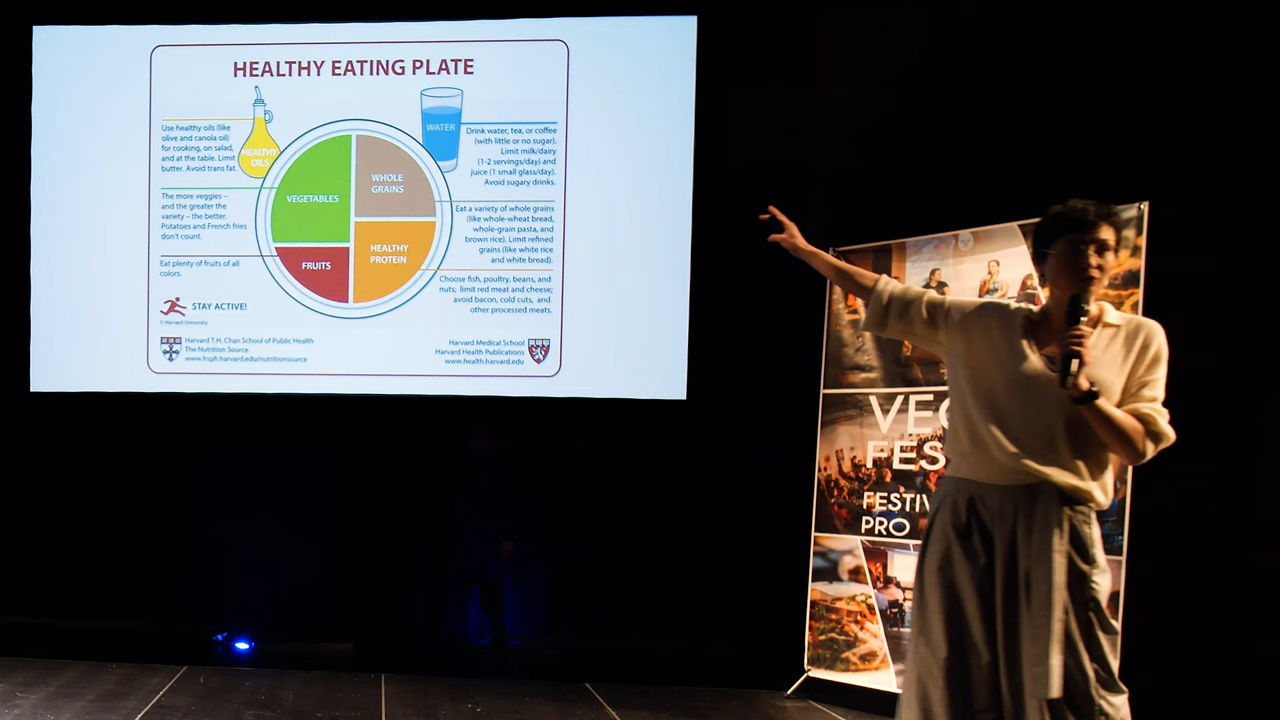 HEALTHY EATING PLATE
Use healthy oils (like
olive and canola oil)
for cooking, on salad,
and at the table. Limit
butter. Avoid trans fat.
HEALTHY
OILS
WATER
Drink water, tea, or coffee
(with little or no sugar).
Limit milk/dairy
(1-2 servings/day) and
juice (1 small glass/day).
Avoid sugary drinks.
The more veggies –
and the greater the
variety – the better.
Potatoes and French fries
don't count.
VEGETABLES
WHOLE
GRAINS
Eat a variety of whole grains
(like whole-wheat bread,
whole-grain pasta, and
brown rice). Limit refined
grains (like white rice
and white bread).
Eat plenty of fruits of all
colors.
FRUITS
HEALTHY
PROTEIN
Choose fish, poultry, beans, and
nuts; limit red meat and cheese;
avoid bacon, cold cuts, and
other processed meats.
STAY ACTIVE!
© Harvard University
Harvard T.H. Chan School of Public Health
The Nutrition Source
www.hsph.harvard.edu/nutritionsource
Harvard Medical School
Harvard Health Publications
www.health.harvard.edu
FES
PRO